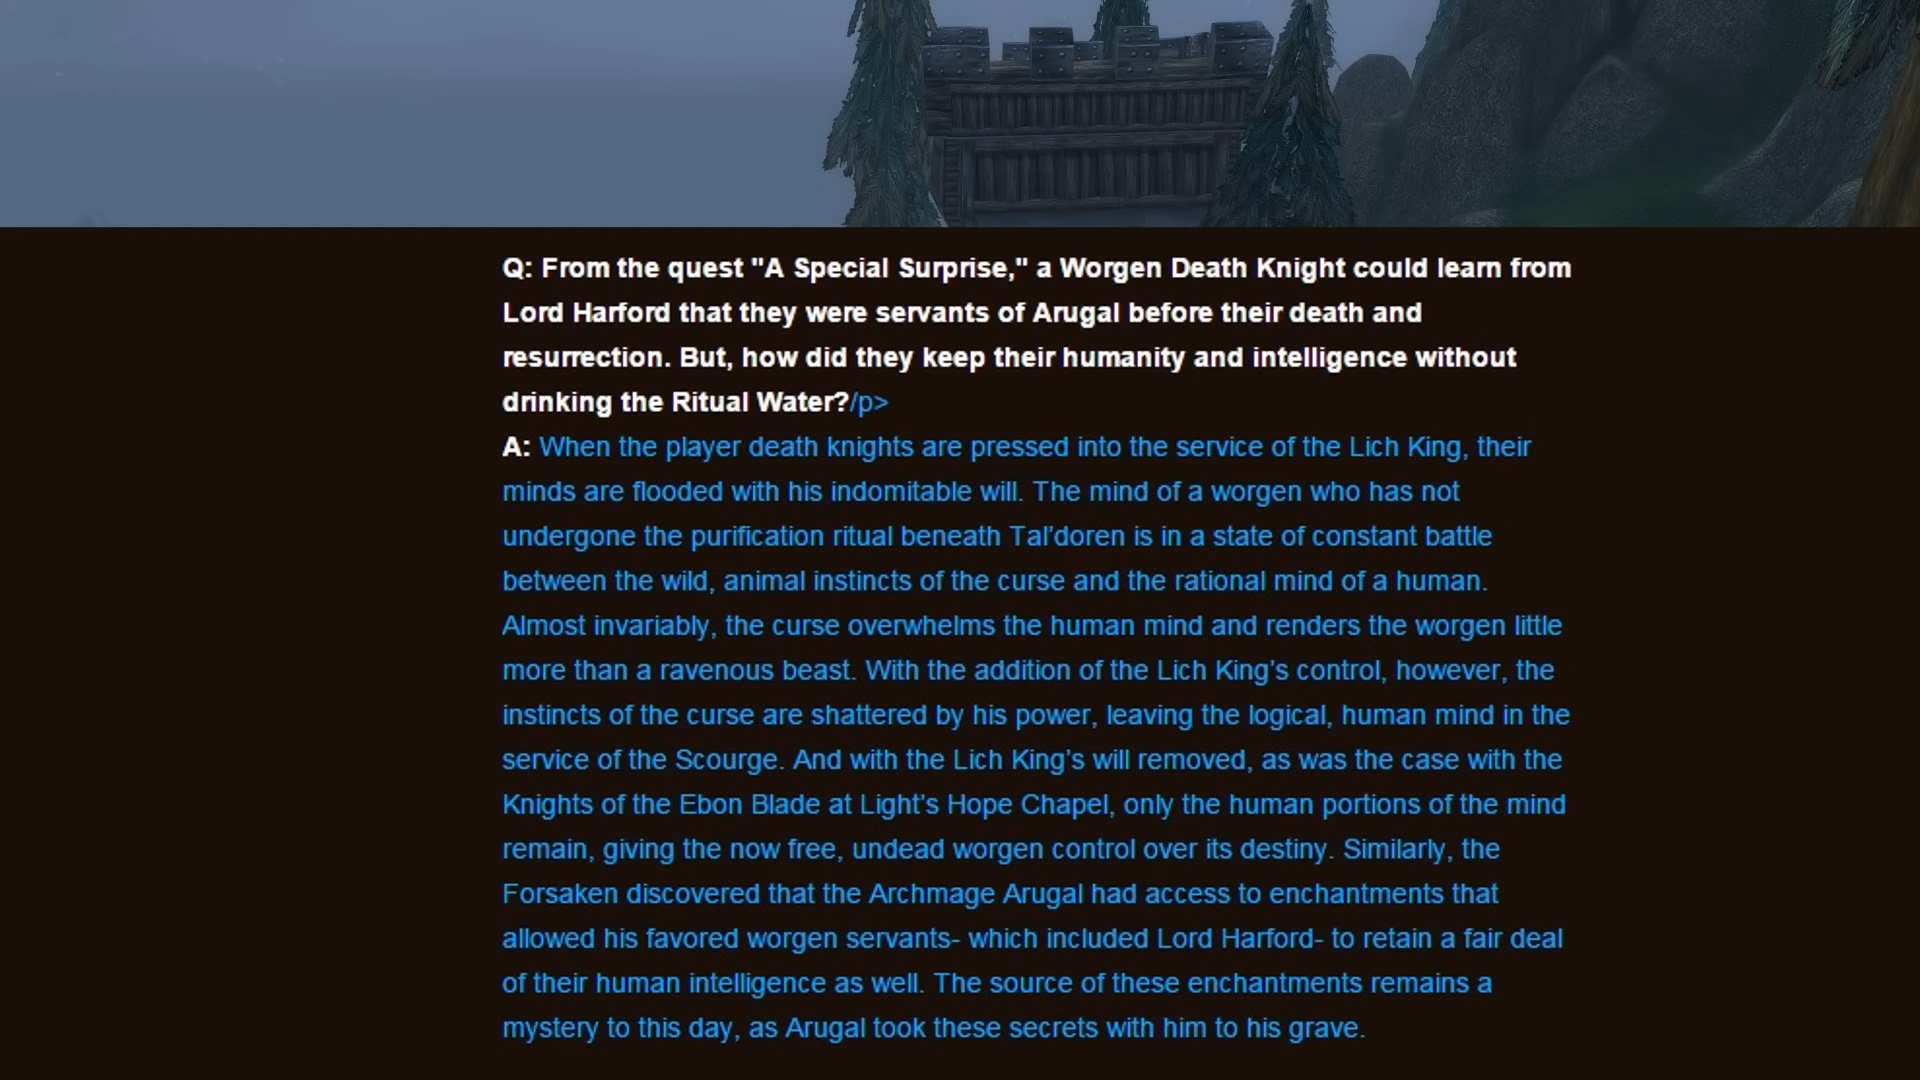 Q: From the quest "A Special Surprise," a Worgen Death Knight could learn from
Lord Harford that they were servants of Arugal before their death and
resurrection. But, how did they keep their humanity and intelligence without
drinking the Ritual Water?/p>
A: When the player death knights are pressed into the service of the Lich King, their
minds are flooded with his indomitable will. The mind of a worgen who has not
undergone the purification ritual beneath Tal'doren is in a state of constant battle
between the wild, animal instincts of the curse and the rational mind of a human.
Almost invariably, the curse overwhelms the human mind and renders the worgen little
more than a ravenous beast. With the addition of the Lich King’s control, however, the
instincts of the curse are shattered by his power, leaving the logical, human mind in the
service of the Scourge. And with the Lich King’s will removed, as was the case with the
Knights of the Ebon Blade at Light’s Hope Chapel, only the human portions of the mind
remain, giving the now free, undead worgen control over its destiny. Similarly, the
Forsaken discovered that the Archmage Arugal had access to enchantments that
allowed his favored worgen servants- which included Lord Harford- to retain a fair deal
of their human intelligence as well. The source of these enchantments remains a
mystery to this day, as Arugal took these secrets with him to his grave.